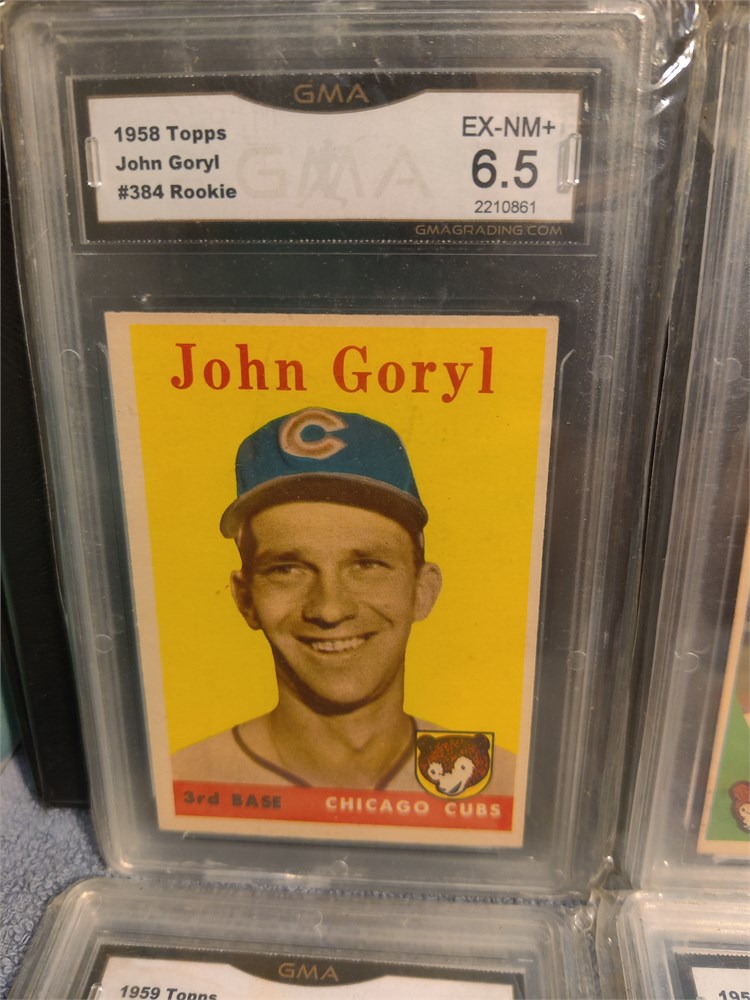 GMA
1958 Topps
John Goryl
#384 Rookie
EX-NM+
6.5
2210861
GMA
GMAGRADING.COM
John Goryl
C
3rd BASE CHICAGO CUBS
GMA
1959 Topps